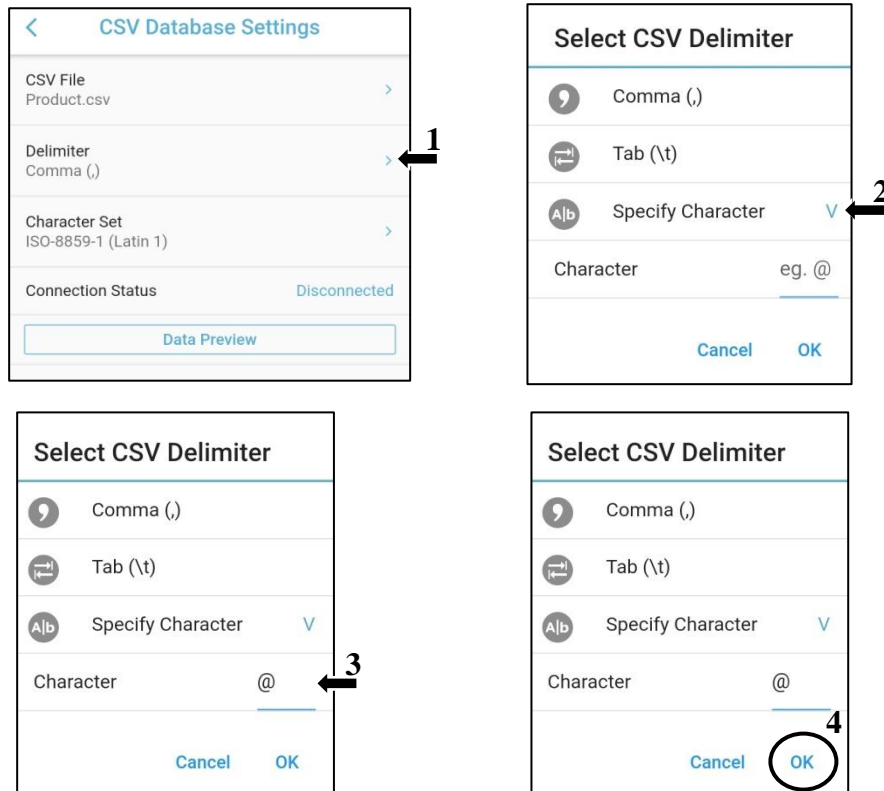 CSV Database Settings
CSV File
Product.csv
Delimiter
Comma (,)
1
Character Set
ISO-8859-1 (Latin 1)
Connection Status Disconnected
Data Preview
Select CSV Delimiter
Comma (,)
Tab (\t)
A|b Specify Character V
2
Character eg. @
Cancel OK
Select CSV Delimiter
Comma (,)
Tab (\t)
A|b Specify Character V
Character @
3
Cancel OK
Select CSV Delimiter
Comma (,)
Tab (\t)
A|b Specify Character V
Character @
4
Cancel OK